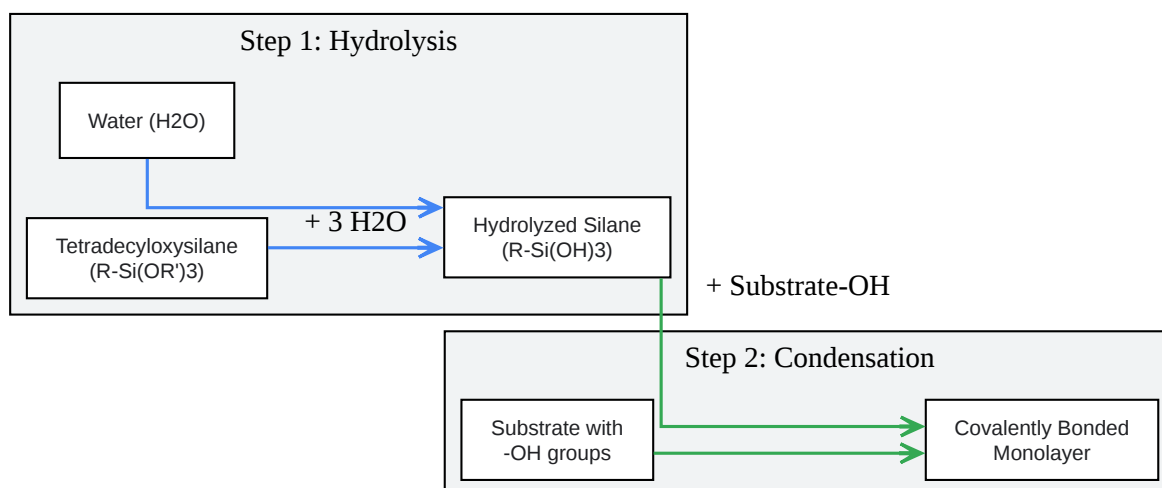 Step 1: Hydrolysis
Water (H2O)
+ 3 H2O
Tetradecyloxysilane
(R-Si(OR')3)
Hydrolyzed Silane
(R-Si(OH)3)
+ Substrate-OH
Step 2: Condensation
Substrate with
-OH groups
Covalently Bonded
Monolayer